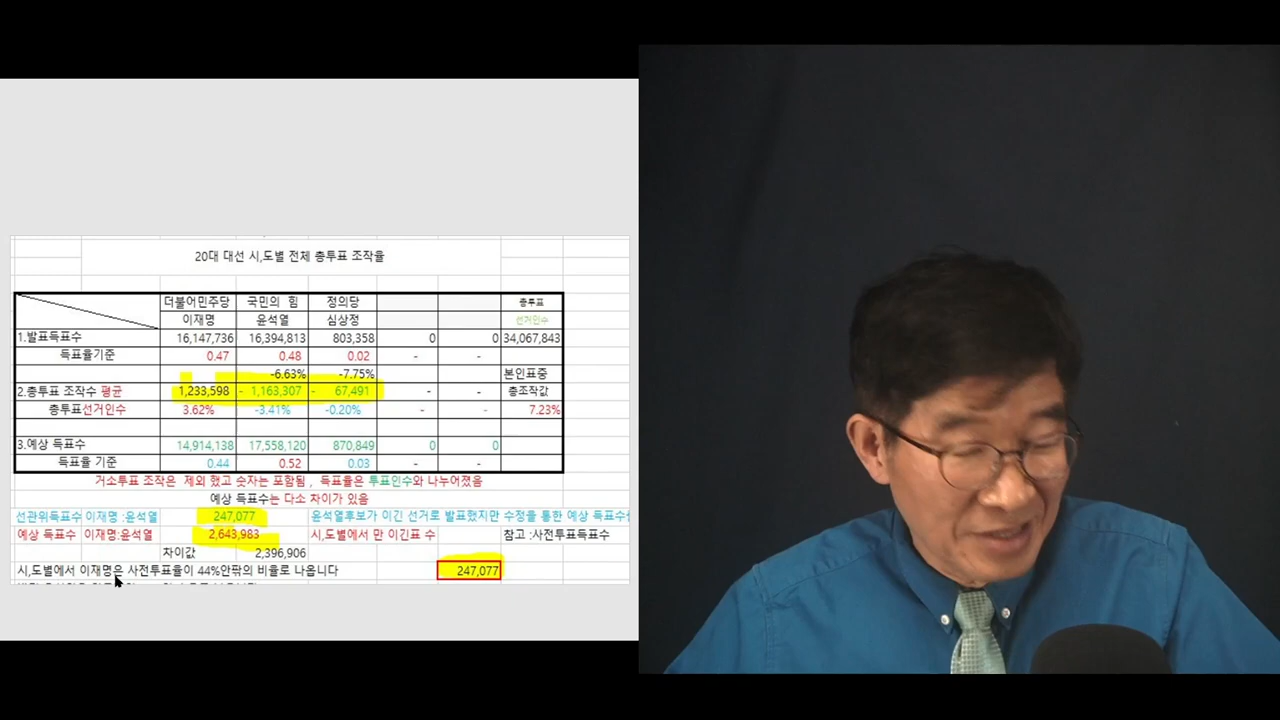 20대 대선 시,도별 전체 총투표 조작율
더불어민주당 국민의 힘 정의당 총투표
이재명 윤석열 심상정 선거인수
1.발표득표수 16,147,736 16,394,813 803,358 0 0 34,067,843
득표율기준 0.47 0.48 0.02 - -
-6.63% -7.75% 본인표중
2.총투표 조작수 평균 1,233,598 - 1,163,307 - 67,491 - - 총조작값
총투표선거인수 3.62% -3.41% -0.20% - - 7.23%
3.예상 득표수 14,914,138 17,558,120 870,849 0 0
득표율 기준 0.44 0.52 0.03 - -
거소투표 조작은 제외 했고 숫자는 포함됨 , 득표율은 투표인수와 나누어졌음
예상 득표수는 다소 차이가 있음
선관위득표수 이재명 :윤석열 247,077 윤석열후보가 이긴 선거로 발표했지만 수정을 통한 예상 득표수
예상 득표수 이재명:윤석열 2,643,983 시,도별에서 만 이긴표 수 참고 :사전투표득표수
차이값 2,396,906
시,도별에서 이재명은 사전투표율이 44%안팎의 비율로 나옵니다 247,077